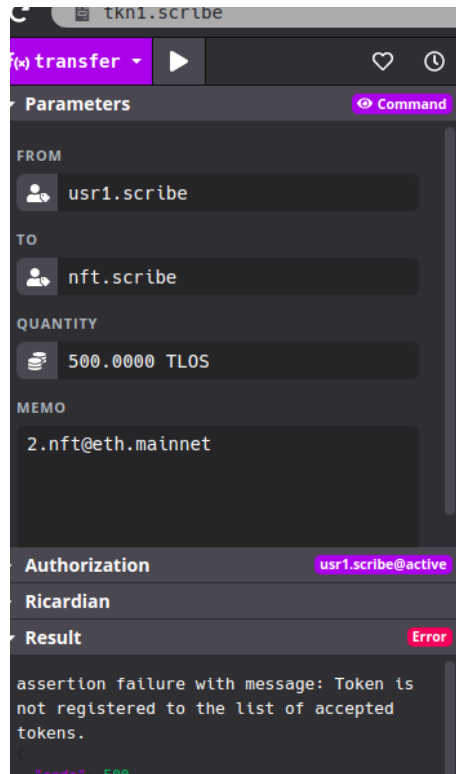 tkn1.scribe
f(x) transfer
Parameters
Command
FROM
usr1.scribe
TO
nft.scribe
QUANTITY
500.0000 TLOS
MEMO
2.nft@eth.mainnet
Authorization
usr1.scribe@active
Ricardian
Result
Error
assertion failure with message: Token is
not registered to the list of accepted
tokens.
{
"code": 500